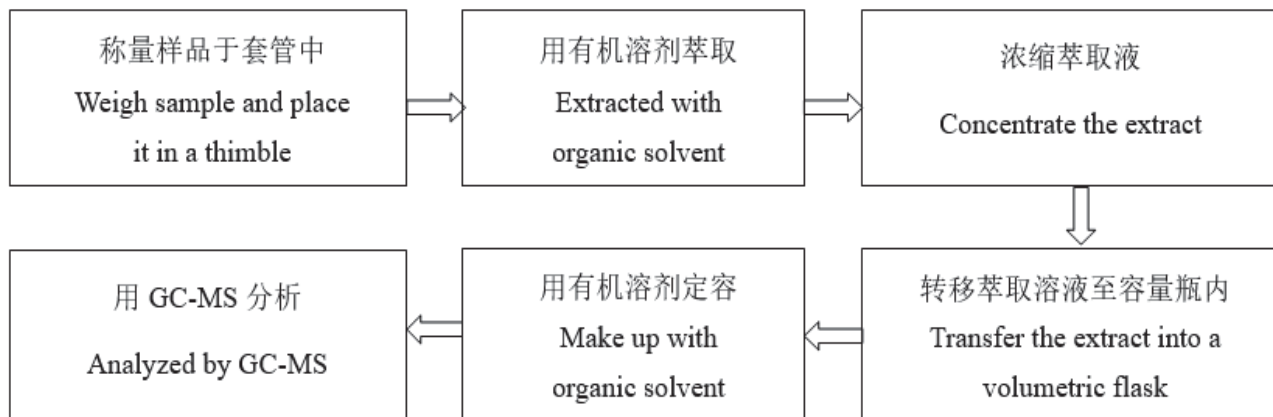 称量样品于套管中
Weigh sample and place
it in a thimble
用有机溶剂萃取
Extracted with
organic solvent
浓缩萃取液
Concentrate the extract
转移萃取溶液至容量瓶内
Transfer the extract into a
volumetric flask
用有机溶剂定容
Make up with
organic solvent
用 GC-MS 分析
Analyzed by GC-MS